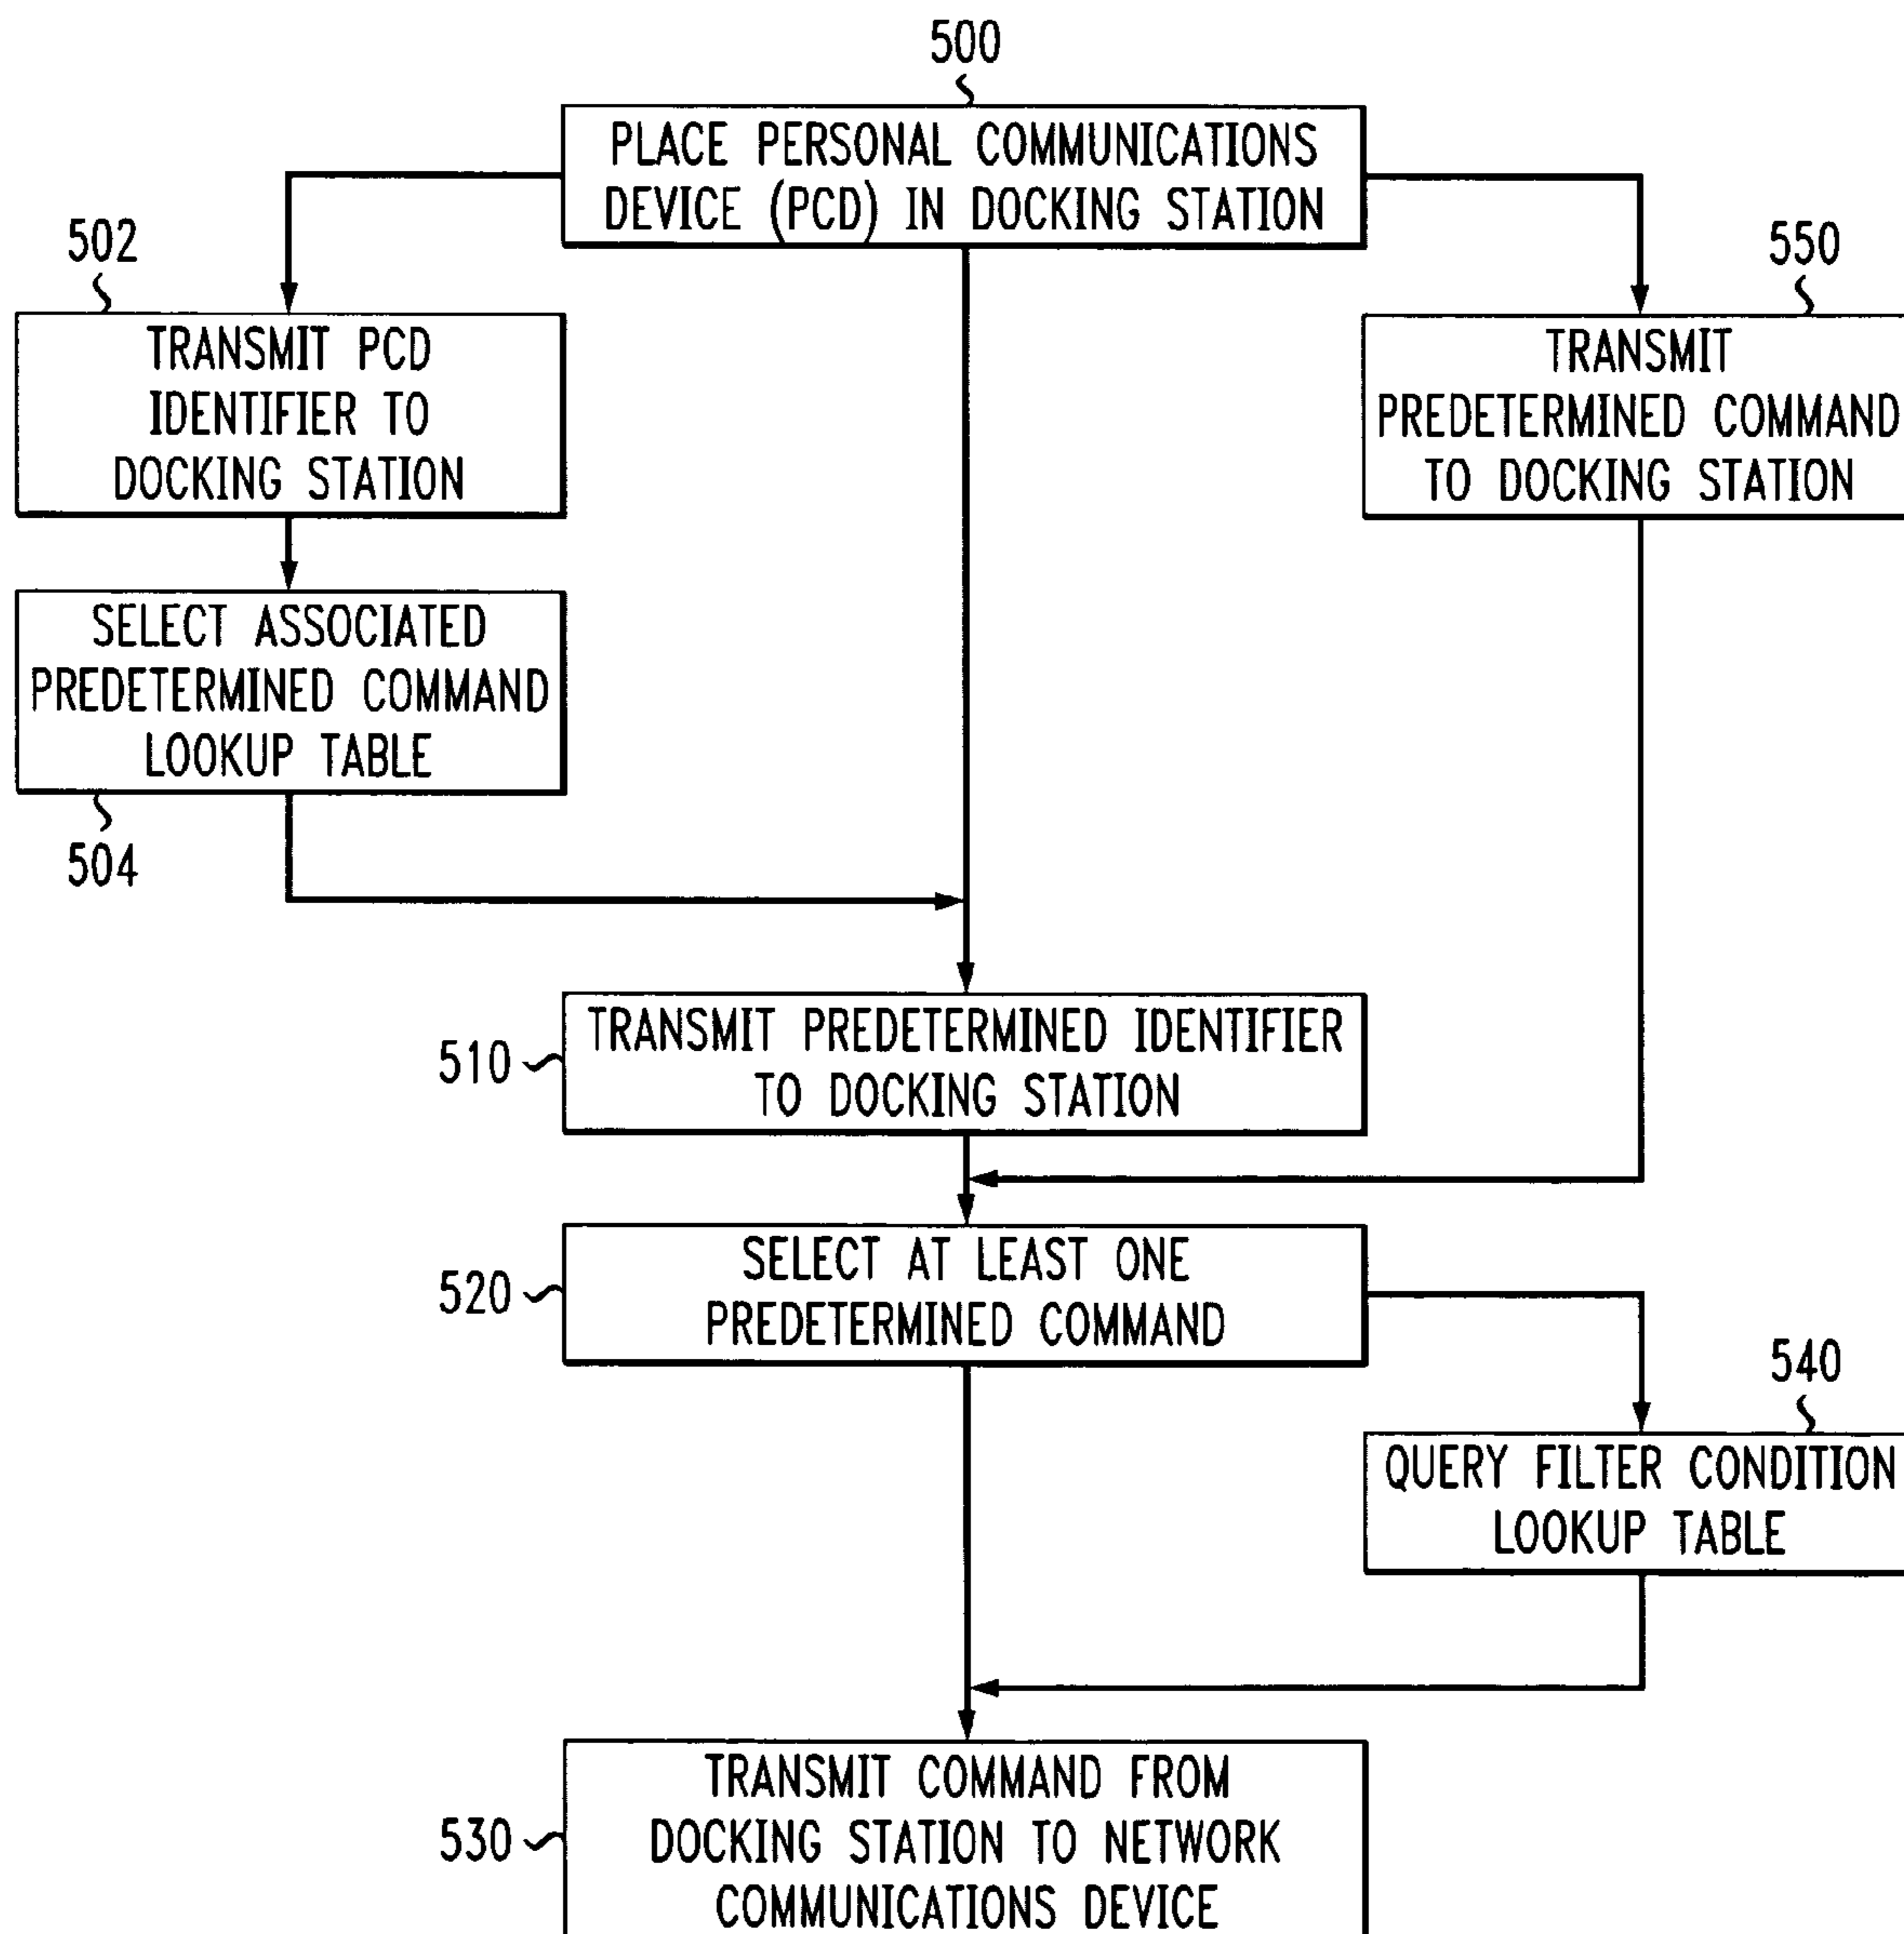 500
PLACE PERSONAL COMMUNICATIONS
DEVICE (PCD) IN DOCKING STATION
502
TRANSMIT PCD
IDENTIFIER TO
DOCKING STATION
550
TRANSMIT
PREDETERMINED COMMAND
TO DOCKING STATION
SELECT ASSOCIATED
PREDETERMINED COMMAND
LOOKUP TABLE
504
510
TRANSMIT PREDETERMINED IDENTIFIER
TO DOCKING STATION
520
SELECT AT LEAST ONE
PREDETERMINED COMMAND
540
QUERY FILTER CONDITION
LOOKUP TABLE
530
TRANSMIT COMMAND FROM
DOCKING STATION TO NETWORK
COMMUNICATIONS DEVICE